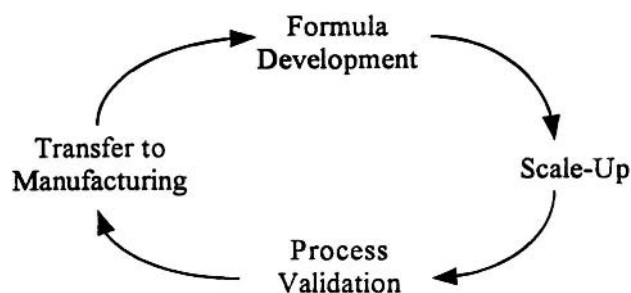 Formula
Development
Scale-Up
Process
Validation
Transfer to
Manufacturing